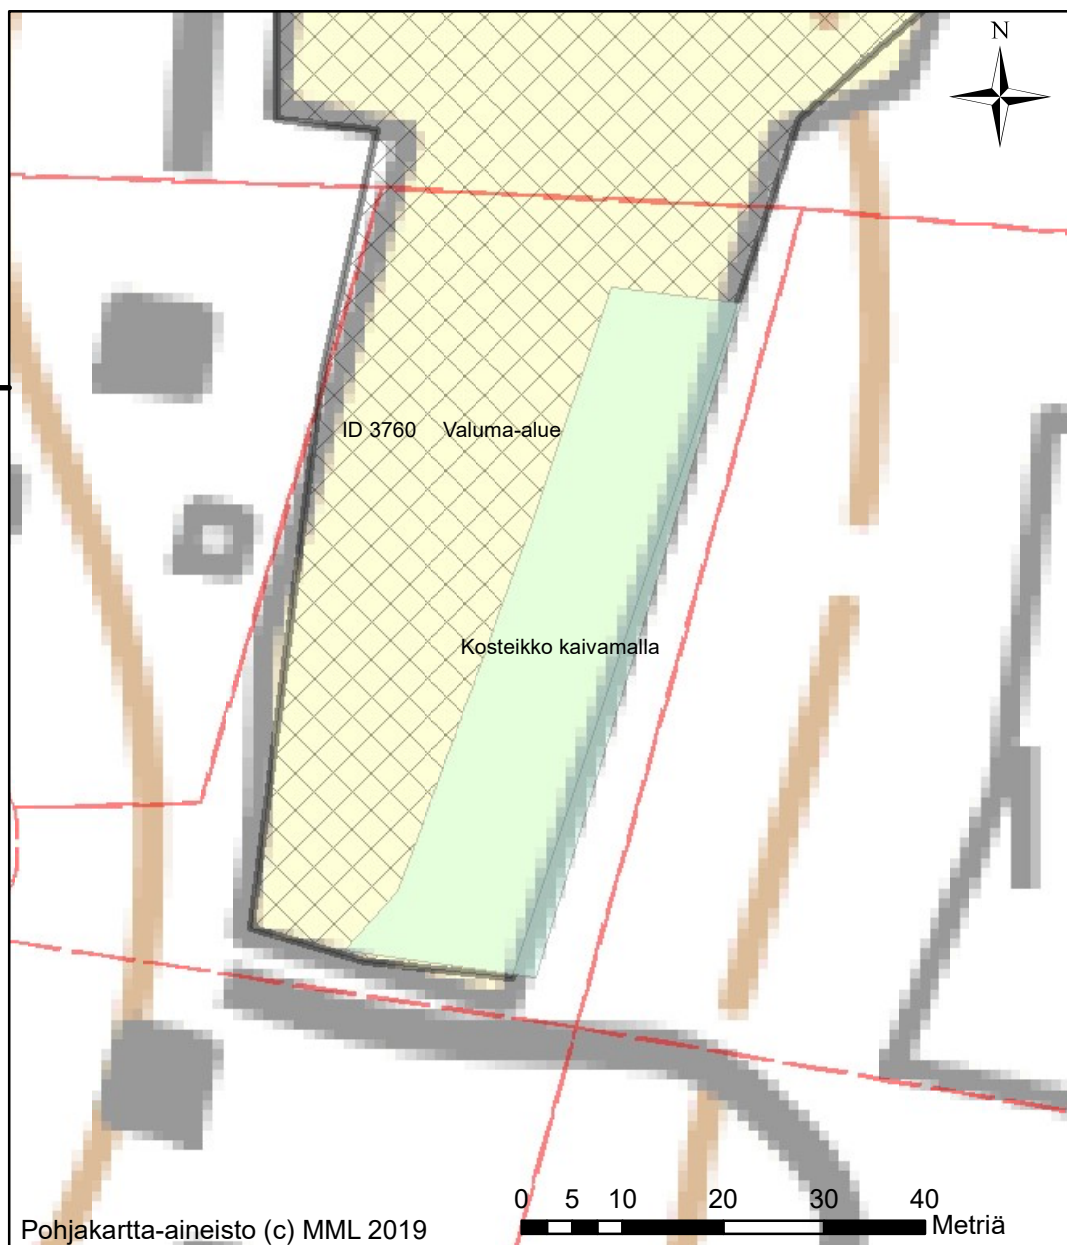 N
ID 3760 Valuma-alue
Kosteikko kaivamalla
0 5 10 20 30 40
Metriä
Pohjakartta-aineisto (c) MML 2019